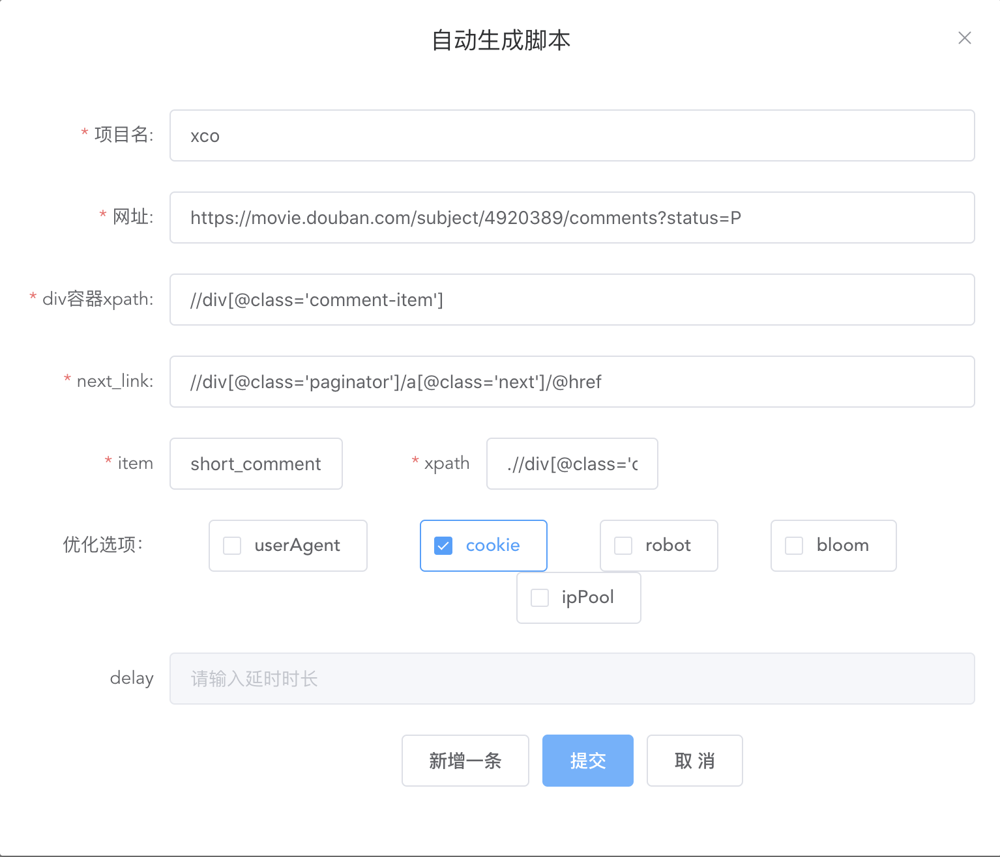 自动生成脚本
* 项目名: xco
* 网址: https://movie.douban.com/subject/4920389/comments?status=P
* div容器xpath: //div[@class='comment-item']
* next_link: //div[@class='paginator']/a[@class='next']/@href
* item short_comment * xpath .//div[@class='c
优化选项: userAgent cookie robot bloom
ipPool
delay 请输入延时时长
新增一条 提交 取 消